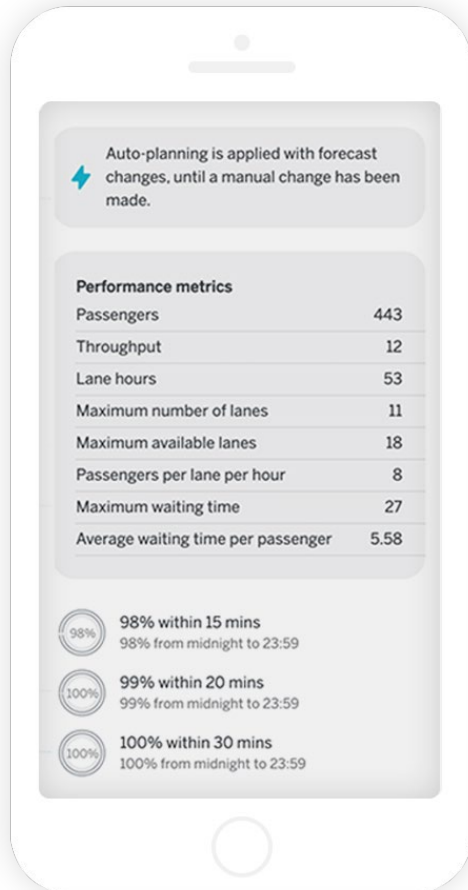 Auto-planning is applied with forecast
changes, until a manual change has been
made.
Performance metrics
Passengers 443
Throughput 12
Lane hours 53
Maximum number of lanes 11
Maximum available lanes 18
Passengers per lane per hour 8
Maximum waiting time 27
Average waiting time per passenger 5.58
98%
98% within 15 mins
98% from midnight to 23:59
100%
99% within 20 mins
99% from midnight to 23:59
100%
100% within 30 mins
100% from midnight to 23:59